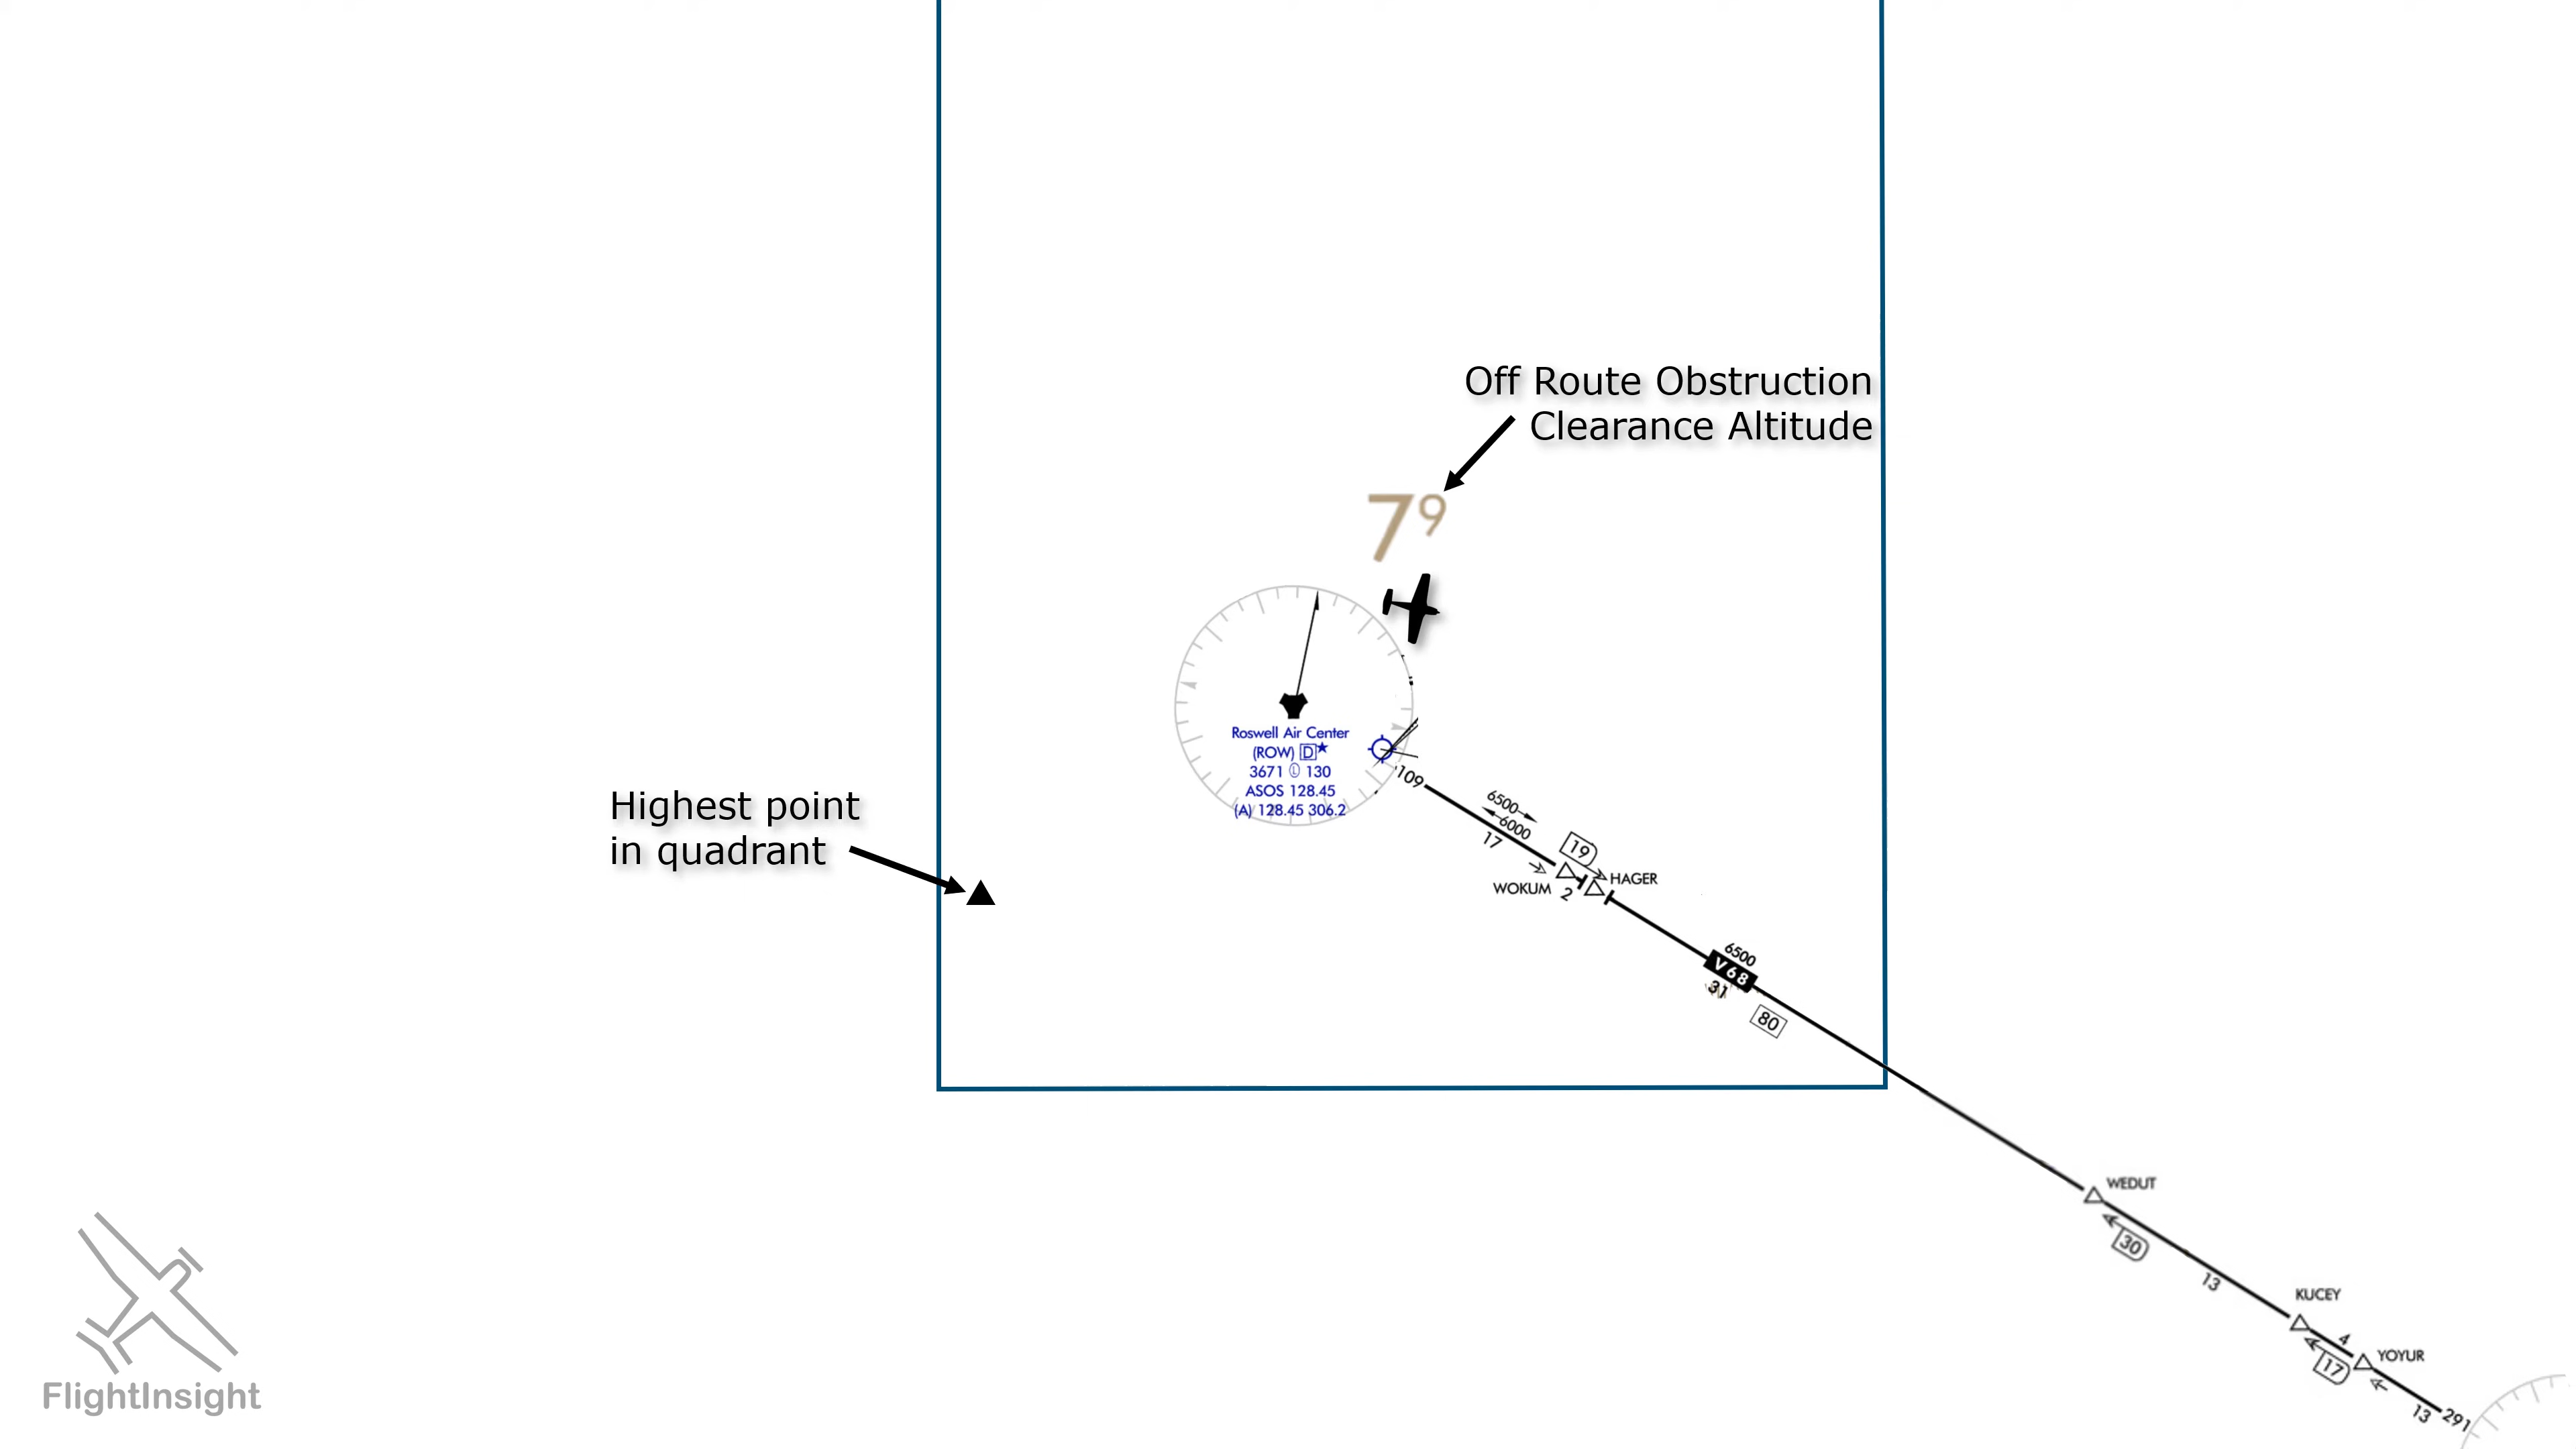 Off Route Obstruction
Clearance Altitude
79
Roswell Air Center
(ROW) D★
3671 Ⓛ 130
ASOS 128.45
(A) 128.45 306.2
Highest point
in quadrant
109
6500
6000
17
19
WOKUM
2
HAGER
6500
V68
31
80
WEDUT
30
13
KUCEY
4
17
YOYUR
13
291
FlightInsight